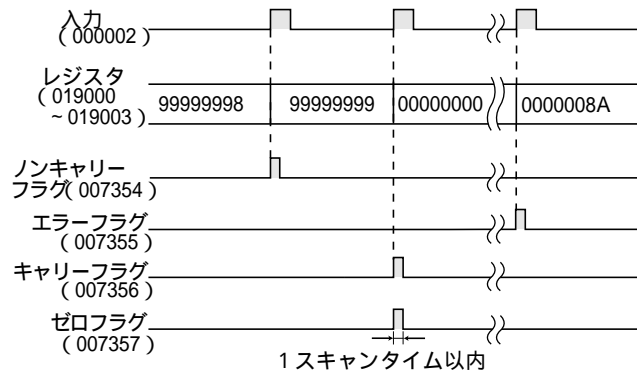 入力
（000002）
レジスタ
（019000
～019003）
99999998 99999999 00000000 0000008A
ノンキャリー
フラグ（007354）
エラーフラグ
（007355）
キャリーフラグ
（007356）
ゼロフラグ
（007357）
1スキャンタイム以内